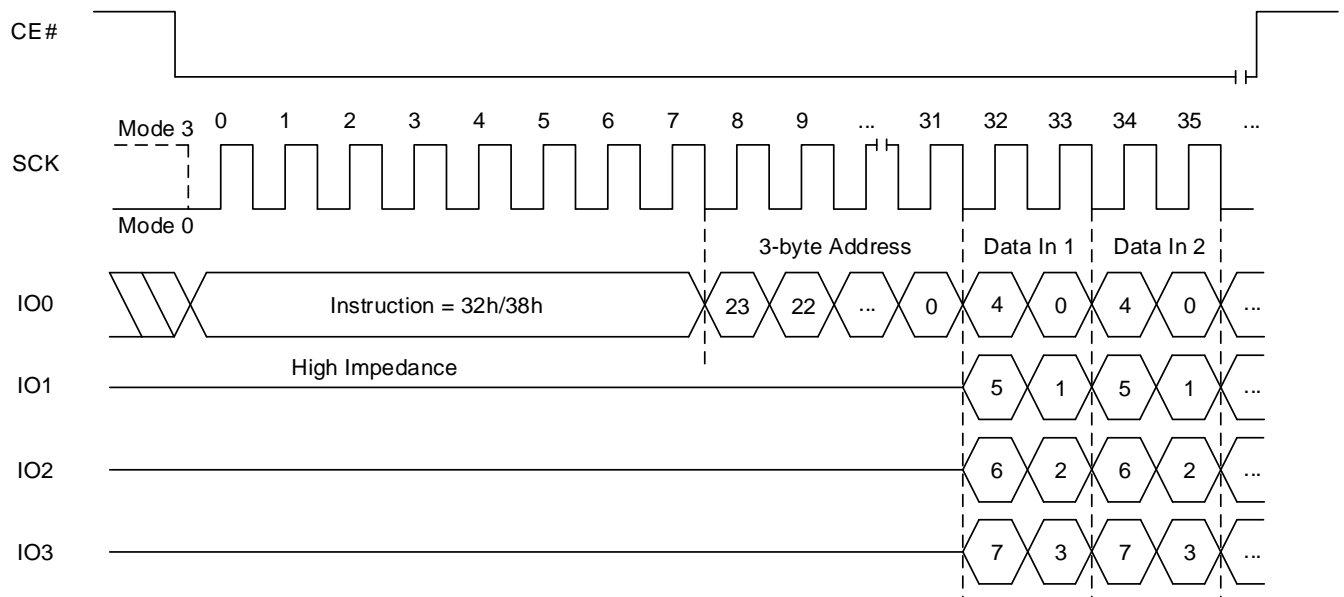 CE#
0 1 2 3 4 5 6 7 8 9 ... 31 32 33 34 35 ...
Mode 3
SCK
Mode 0
3-byte Address Data In 1 Data In 2
IO0 Instruction = 32h/38h 23 22 ... 0 4 0 4 0 ...
High Impedance
IO1 5 1 5 1 ...
IO2 6 2 6 2 ...
IO3 7 3 7 3 ...